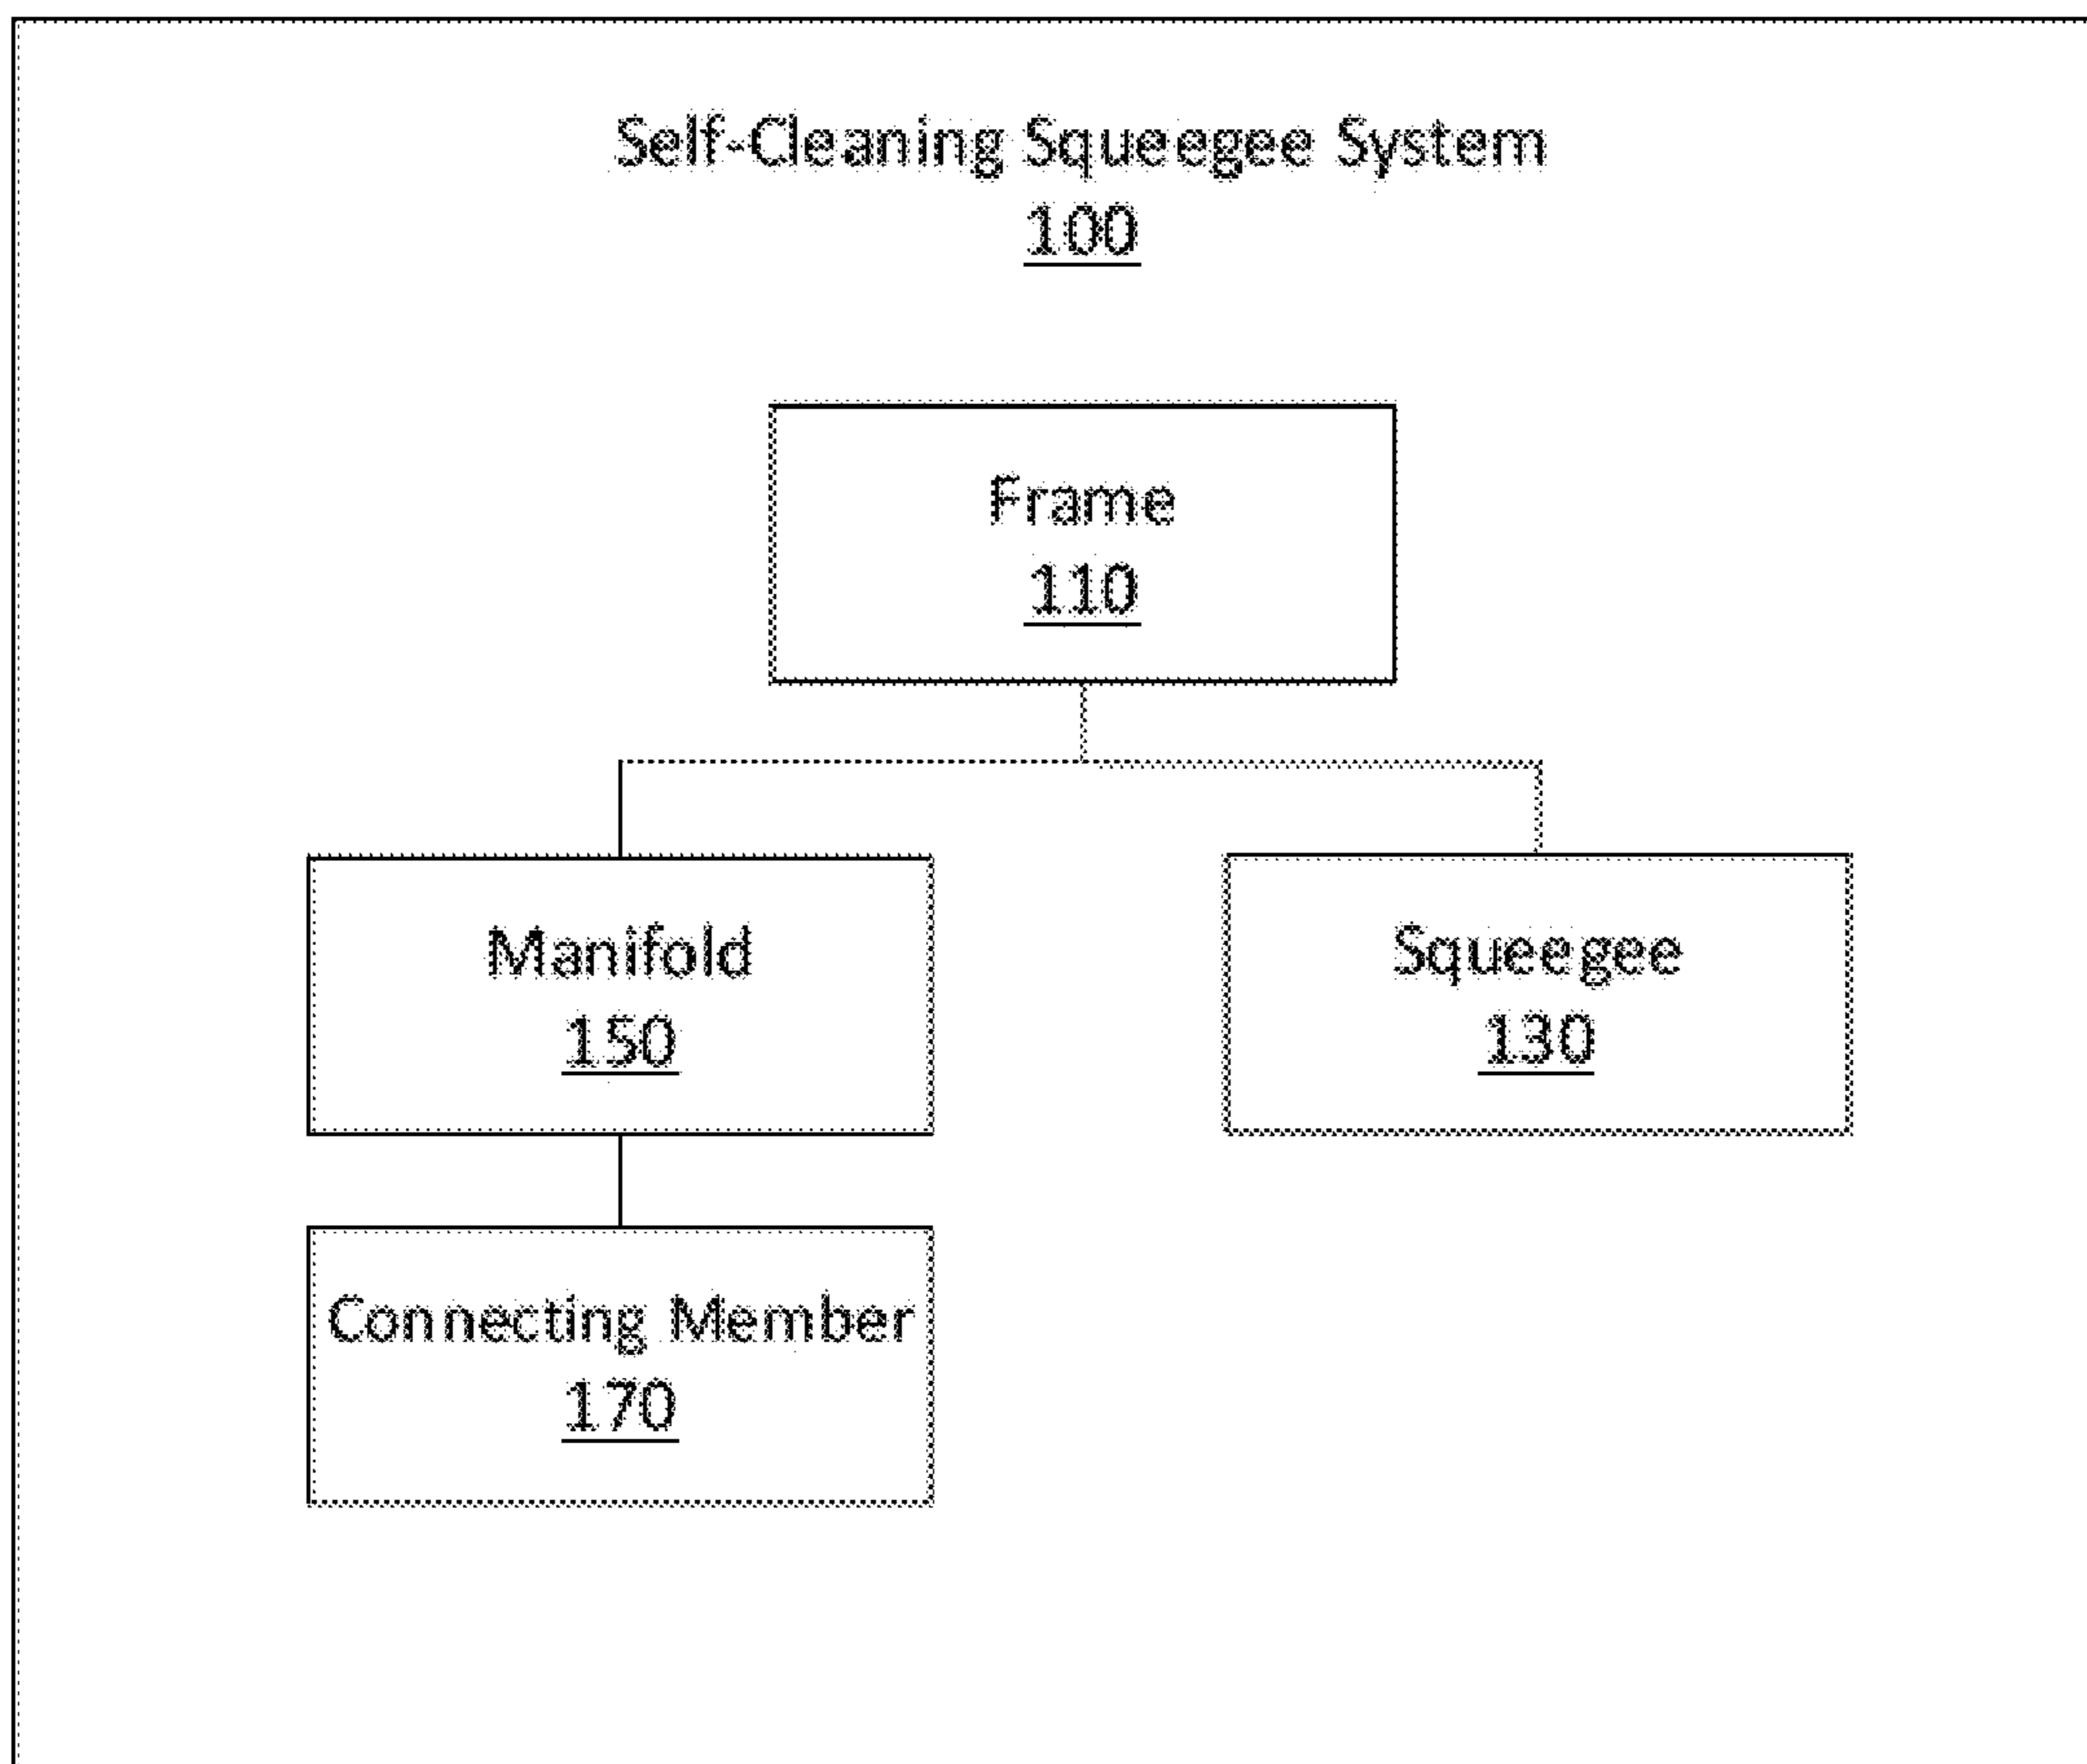 Self-Cleaning Squeegee System
100
Frame
110
Manifold
150
Squeegee
130
Connecting Member
170